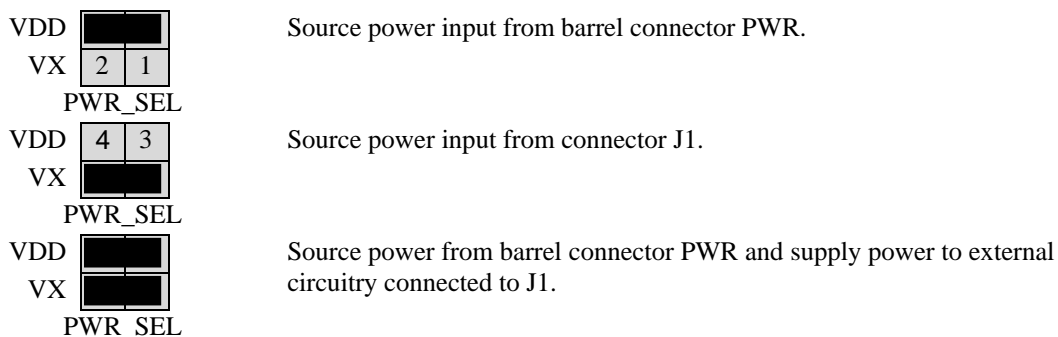 VDD Source power input from barrel connector PWR.
VX 2 1
PWR_SEL
VDD 4 3 Source power input from connector J1.
VX
PWR_SEL
VDD Source power from barrel connector PWR and supply power to external
VX circuitry connected to J1.
PWR SEL